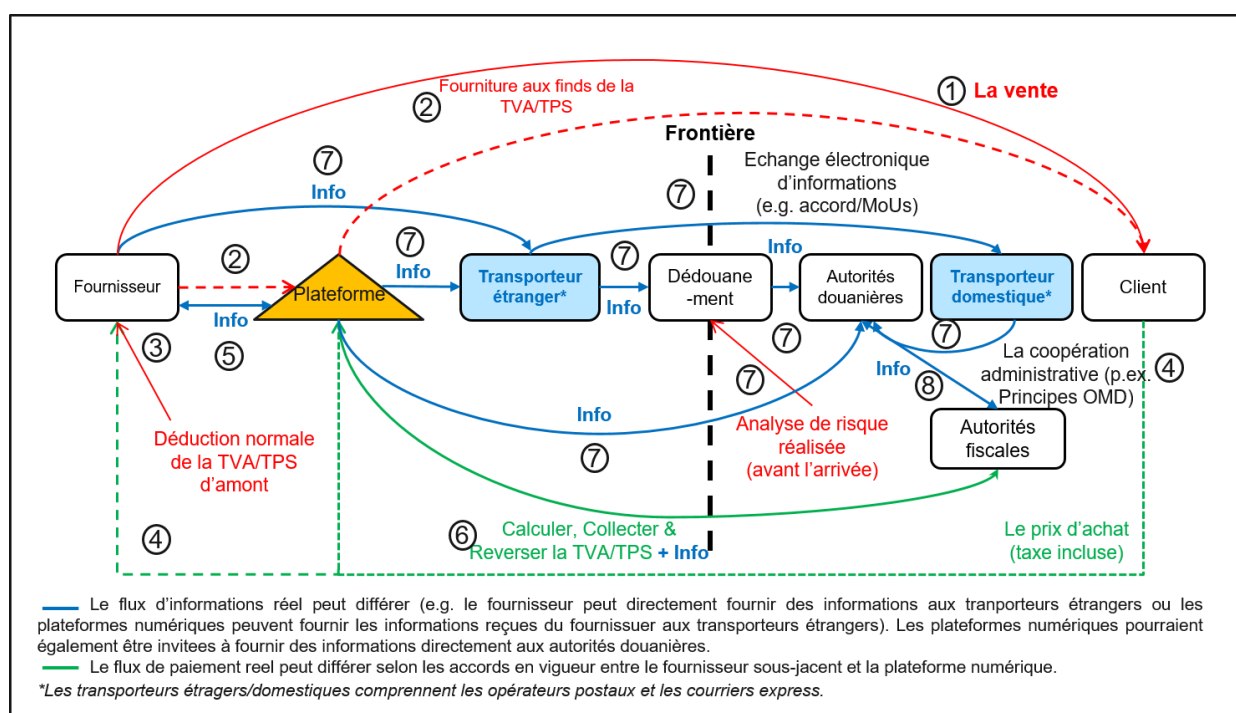 ② Fourniture aux finds de la
TVA/TPS
① La vente
Frontière
⑦
Info
⑦
Echange électronique
d'informations
(e.g. accord/MoUs)
②
⑦
Info
⑦
Info
Info
Fournisseur
Plateforme
Transporteur
étranger*
Dédouane
-ment
Autorités
douanières
Transporteur
domestique*
Client
Info
③
⑤
⑦
⑦
⑦
Info
⑧
La coopération
administrative (p.ex.
Principes OMD)
④
Info
⑦
Déduction normale
de la TVA/TPS
d'amont
Analyse de risque
réalisée
(avant l'arrivée)
Autorités
fiscales
④
⑥ Calculer, Collecter &
Reverser la TVA/TPS + Info
Le prix d'achat
(taxe incluse)
Le flux d'informations réel peut différer (e.g. le fournisseur peut directement fournir des informations aux tranporteurs étrangers ou les
plateformes numériques peuvent fournir les informations reçues du fournissuer aux transporteurs étrangers). Les plateformes numériques pourraient
également être invitees à fournir des informations directement aux autorités douanières.
Le flux de paiement reel peut différer selon les accords en vigueur entre le fournisseur sous-jacent et la plateforme numérique.
*Les transporteurs étragers/domestiques comprennent les opérateurs postaux et les courriers express.